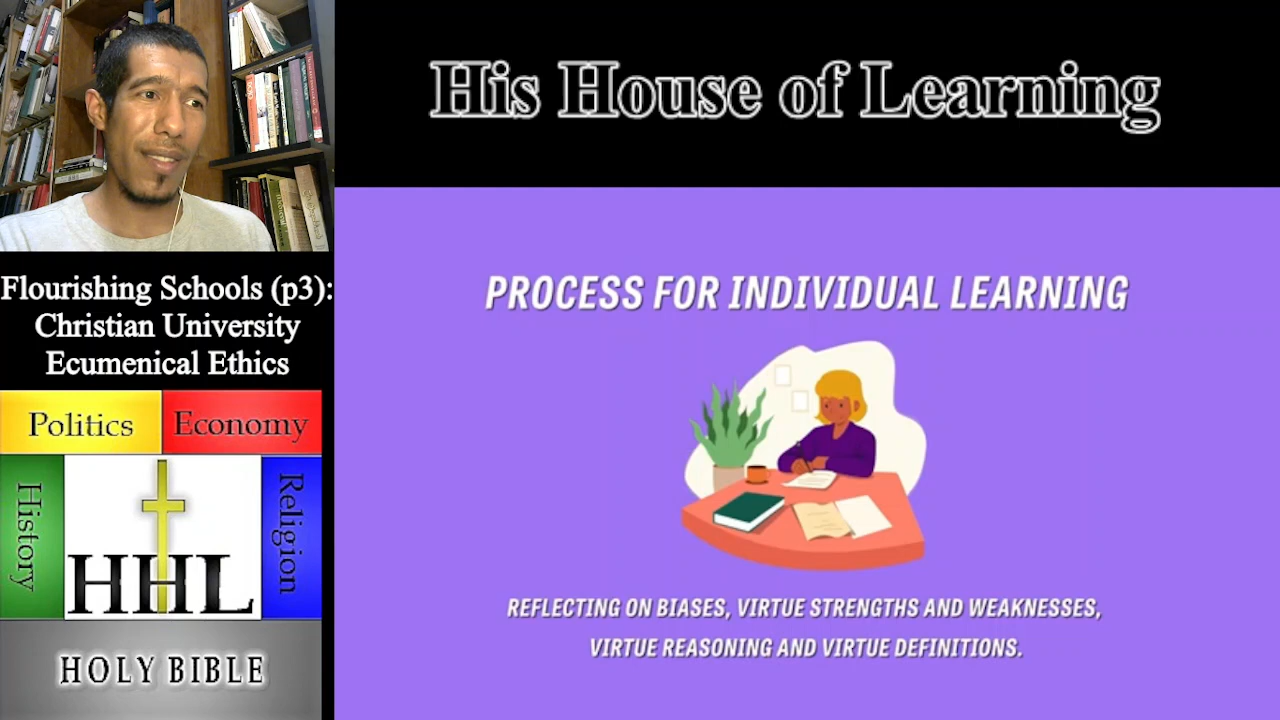 His House of Learning
Flourishing Schools (p3):
Christian University
Ecumenical Ethics
Politics
Economy
History
Religion
HHL
HOLY BIBLE
PROCESS FOR INDIVIDUAL LEARNING
REFLECTING ON BIASES, VIRTUE STRENGTHS AND WEAKNESSES,
VIRTUE REASONING AND VIRTUE DEFINITIONS.